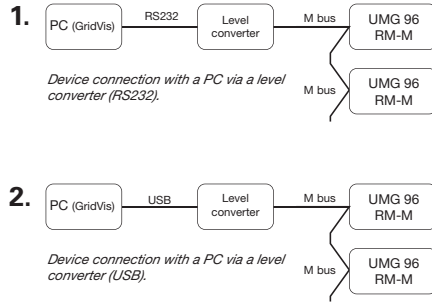 1.
PC (GridVis)
RS232
Level
converter
M bus
UMG 96
RM-M
Device connection with a PC via a level
converter (RS232).
M bus
UMG 96
RM-M
2.
PC (GridVis)
USB
Level
converter
M bus
UMG 96
RM-M
Device connection with a PC via a level
converter (USB).
M bus
UMG 96
RM-M